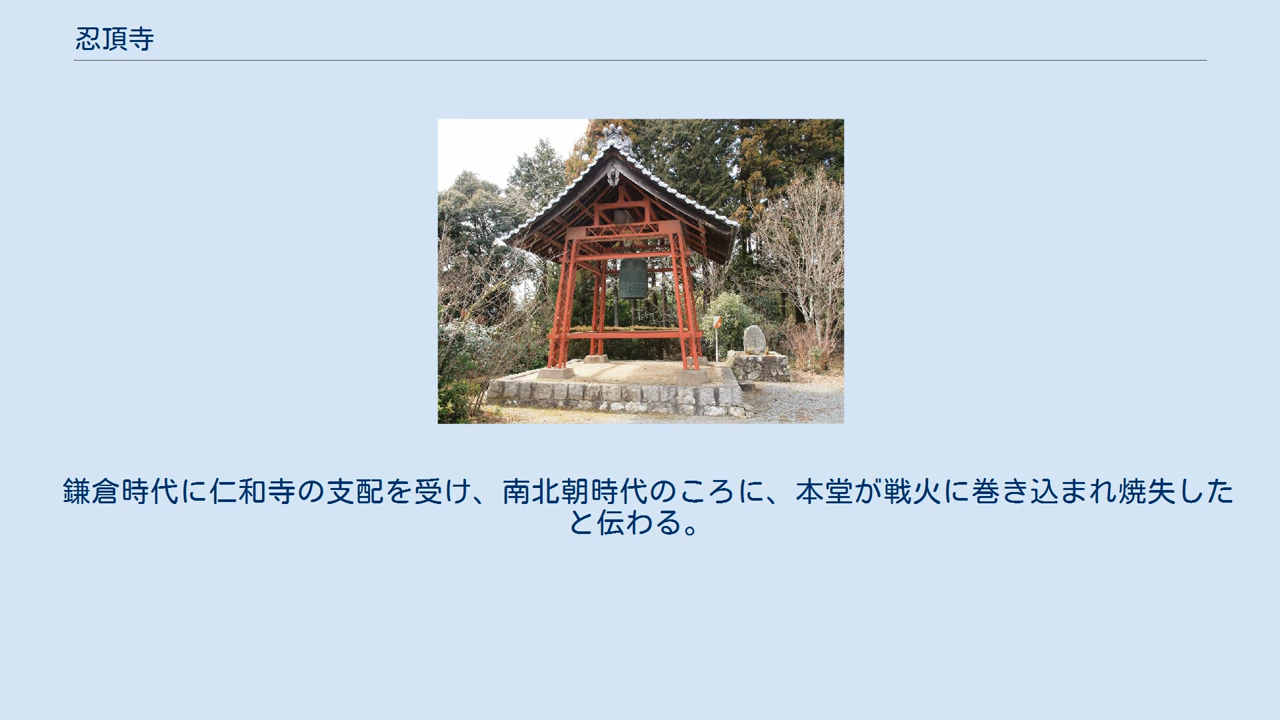 忍頂寺
鎌倉時代に仁和寺の支配を受け、南北朝時代のころに、本堂が戦火に巻き込まれ焼失した
と伝わる。